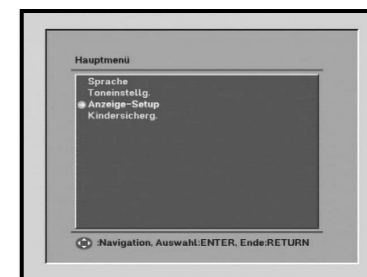 Hauptmenü
Sprache
Toneinstellg.
Anzeige-Setup
Kindersicherg.
:Navigation, Auswahl:ENTER, Ende:RETURN